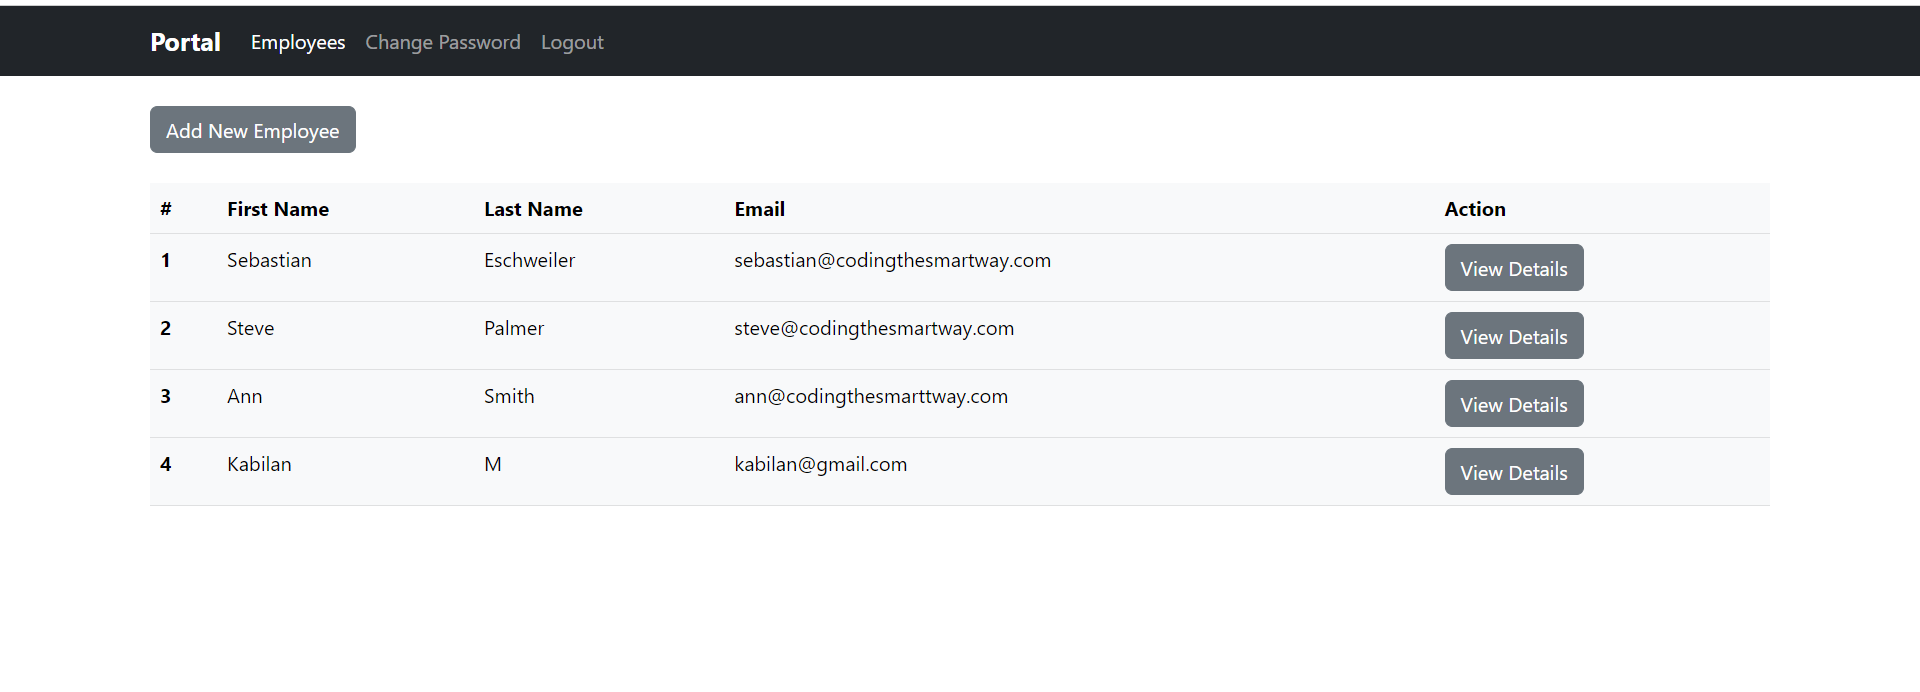 Portal Employees Change Password Logout
Add New Employee
# First Name Last Name Email Action
1 Sebastian Eschweiler sebastian@codingthesmartway.com View Details
2 Steve Palmer steve@codingthesmartway.com View Details
3 Ann Smith ann@codingthesmarttway.com View Details
4 Kabilan M kabilan@gmail.com View Details